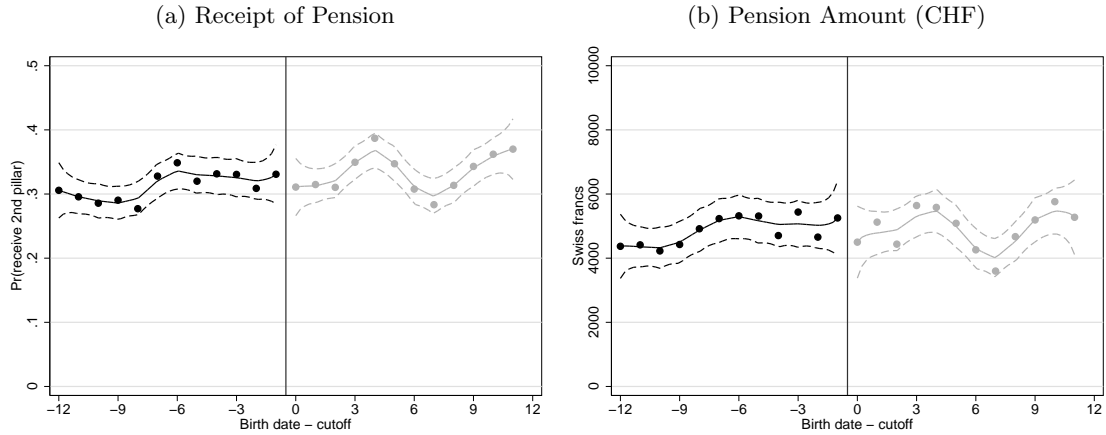 (a) Receipt of Pension
Pr(receive 2nd pillar)
.5
.4
.3
.2
.1
0
−12 −9 −6 −3 0 3 6 9 12
Birth date − cutoff
(b) Pension Amount (CHF)
Swiss francs
10000
8000
6000
4000
2000
0
−12 −9 −6 −3 0 3 6 9 12
Birth date − cutoff